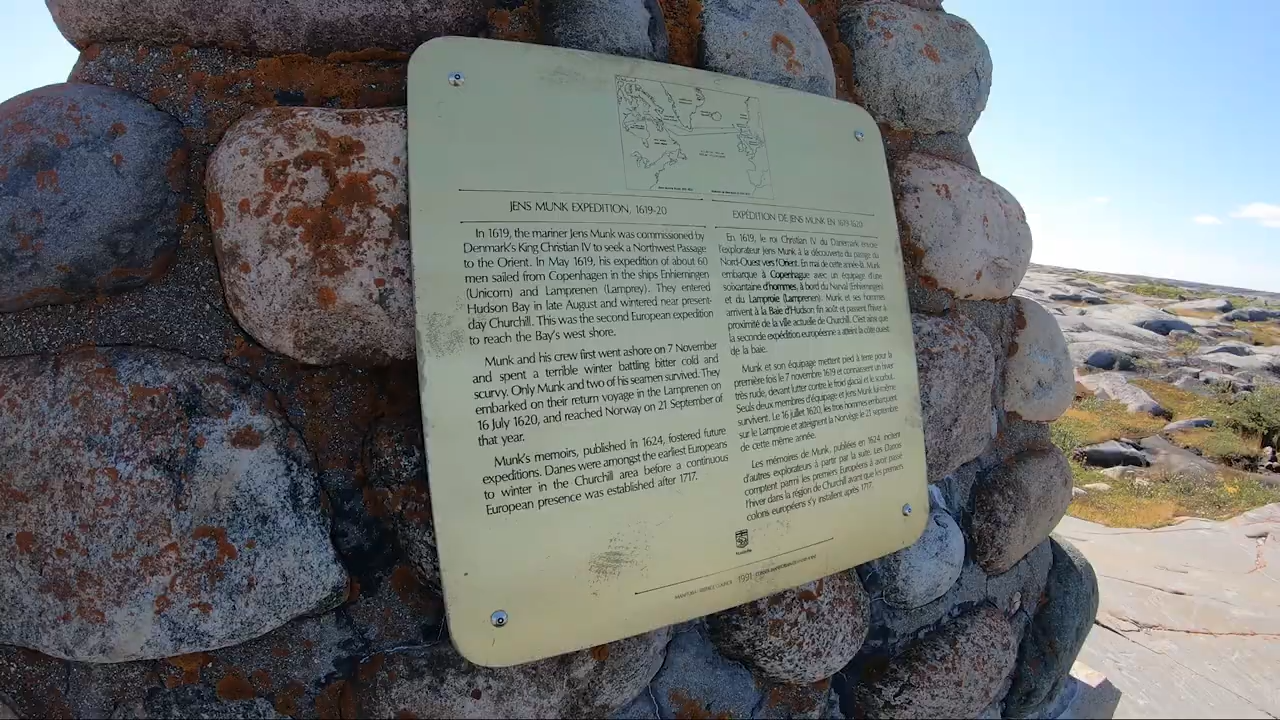 JENS MUNK EXPEDITION, 1619-20
In 1619, the mariner Jens Munk was commissioned by
Denmark's King Christian IV to seek a Northwest Passage
to the Orient. In May 1619, his expedition of about 60
men sailed from Copenhagen in the ships Enhierningen
(Unicorn) and Lamprenen (Lamprey). They entered
Hudson Bay in late August and wintered near present-
day Churchill. This was the second European expedition
to reach the Bay's west shore.
Munk and his crew first went ashore on 7 November
and spent a terrible winter battling bitter cold and
scurvy. Only Munk and two of his seamen survived. They
embarked on their return voyage in the Lamprenen on
16 July 1620, and reached Norway on 21 September of
that year.
Munk's memoirs, published in 1624, fostered future
expeditions. Danes were amongst the earliest Europeans
to winter in the Churchill area before a continuous
European presence was established after 1717.
EXPÉDITION DE JENS MUNK EN 1619-1620
En 1619, le roi Christian IV du Danemark envoie
l'explorateur Jens Munk à la découverte du passage du
Nord-Ouest vers l'Orient. En mai de cette année-là, Munk
embarque à Copenhague avec un équipage d'une
soixantaine d'hommes, à bord du Narval (Enhierningen)
et du Lamproie (Lamprenen). Munk et ses hommes
arrivent à la Baie d'Hudson fin août et passent l'hiver à
proximité de la ville actuelle de Churchill. C'est ainsi que
la seconde expédition européenne a atteint la côte ouest
de la baie.
Munk et son équipage mettent pied à terre pour la
première fois le 7 novembre 1619 et connaissent un hiver
très rude, devant lutter contre le froid glacial et le scorbut.
Seuls deux membres d'équipage et Jens Munk lui-même
survivent. Le 16 juillet 1620, les trois hommes embarquent
sur le Lamproie et atteignent la Norvège le 21 septembre
de cette même année.
Les mémoires de Munk, publiées en 1624, incitent
d'autres explorateurs à partir par la suite. Les Danois
comptent parmi les premiers Européens à avoir passé
l'hiver dans la région de Churchill avant que les premiers
colons européens s'y installent après 1717.
1991